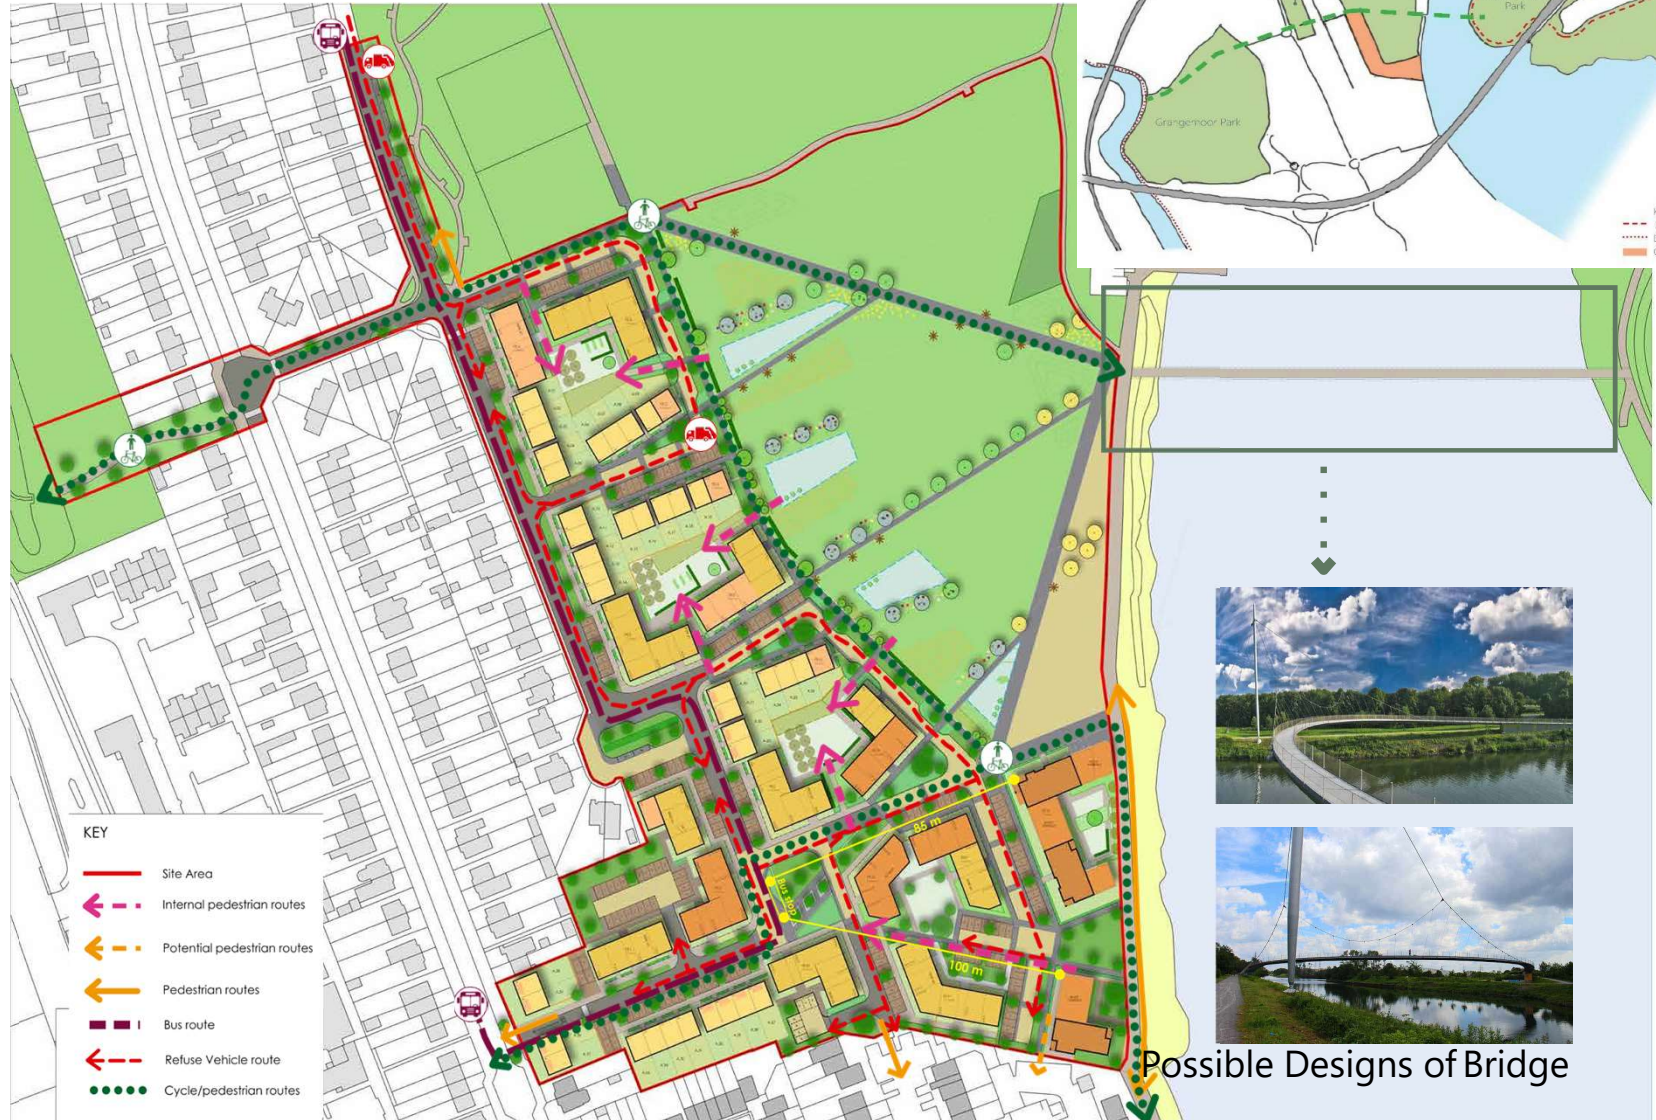 Park
Grangemoor Park
85 m
Bus stop
100 m
KEY
Site Area
Internal pedestrian routes
Potential pedestrian routes
Pedestrian routes
Bus route
Refuse Vehicle route
Cycle/pedestrian routes
Possible Designs of Bridge